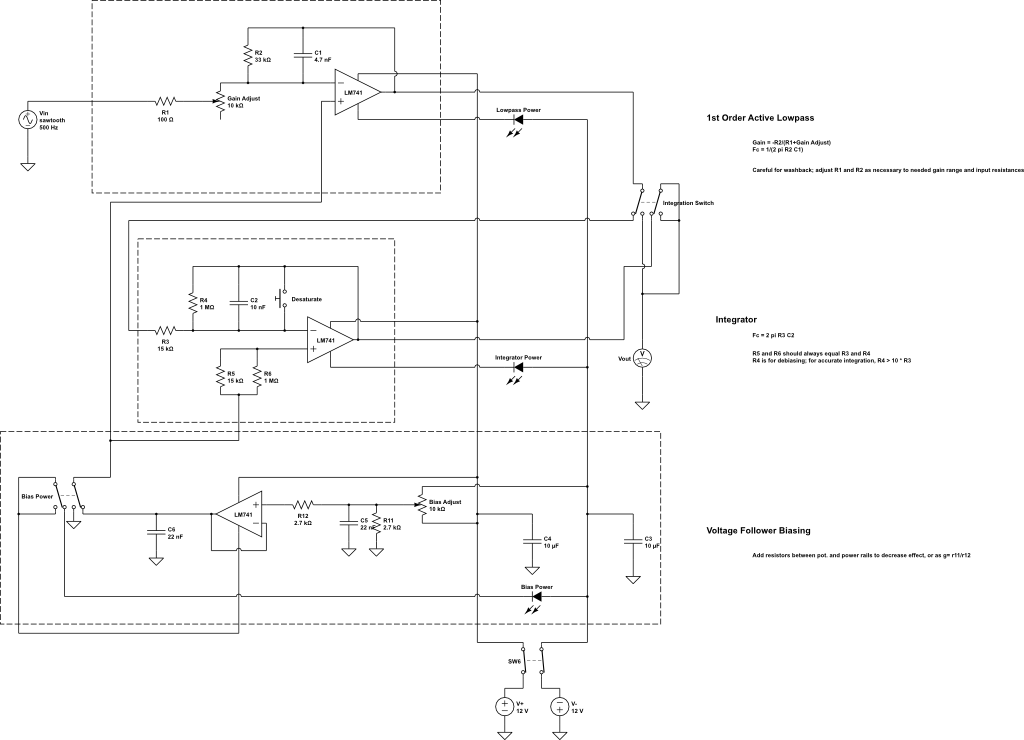 R2
33 kΩ
C1
4.7 nF
LM741
Gain Adjust
10 kΩ
R1
100 Ω
Vin
sawtooth
500 Hz
Lowpass Power
1st Order Active Lowpass
Gain = -R2/(R1+Gain Adjust)
Fc = 1/(2 pi R2 C1)
Careful for washback; adjust R1 and R2 as necessary to needed gain range and input resistances
Integration Switch
R4
1 MΩ
C2
10 nF
Desaturate
LM741
R3
15 kΩ
R5
15 kΩ
R6
1 MΩ
Integrator Power
Vout
V
Integrator
Fc = 2 pi R3 C2
R5 and R6 should always equal R3 and R4
R4 is for debiasing; for accurate integration, R4 > 10 * R3
Bias Power
C6
22 nF
LM741
R12
2.7 kΩ
C5
22 nF
R11
2.7 kΩ
Bias Adjust
10 kΩ
C4
10 µF
C3
10 µF
Bias Power
Voltage Follower Biasing
Add resistors between pot. and power rails to decrease effect, or as g= r11/r12
SW6
V+
12 V
V-
12 V